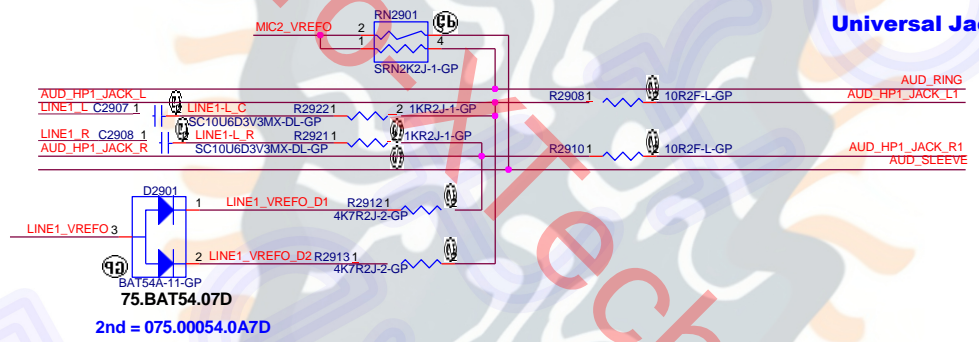 RN2901
MIC2_VREFO 2
1 4
SRN2K2J-1-GP
Universal Ja
AUD_RING
AUD_HP1_JACK_L R2908 1 2 10R2F-L-GP AUD_HP1_JACK_L1
LINE1_L C2907 1 LINE1-L_C R2922 1 2 1KR2J-1-GP
SC10U6D3V3MX-DL-GP
LINE1_R C2908 1 LINE1-L_R R2921 1 1KR2J-1-GP
AUD_HP1_JACK_R SC10U6D3V3MX-DL-GP R2910 1 10R2F-L-GP AUD_HP1_JACK_R1
AUD_SLEEVE
D2901
1 LINE1_VREFO_D1 R2912 1
4K7R2J-2-GP
LINE1_VREFO 3
2 LINE1_VREFO_D2 R2913 1
4K7R2J-2-GP
BAT54A-11-GP
75.BAT54.07D
2nd = 075.00054.0A7D